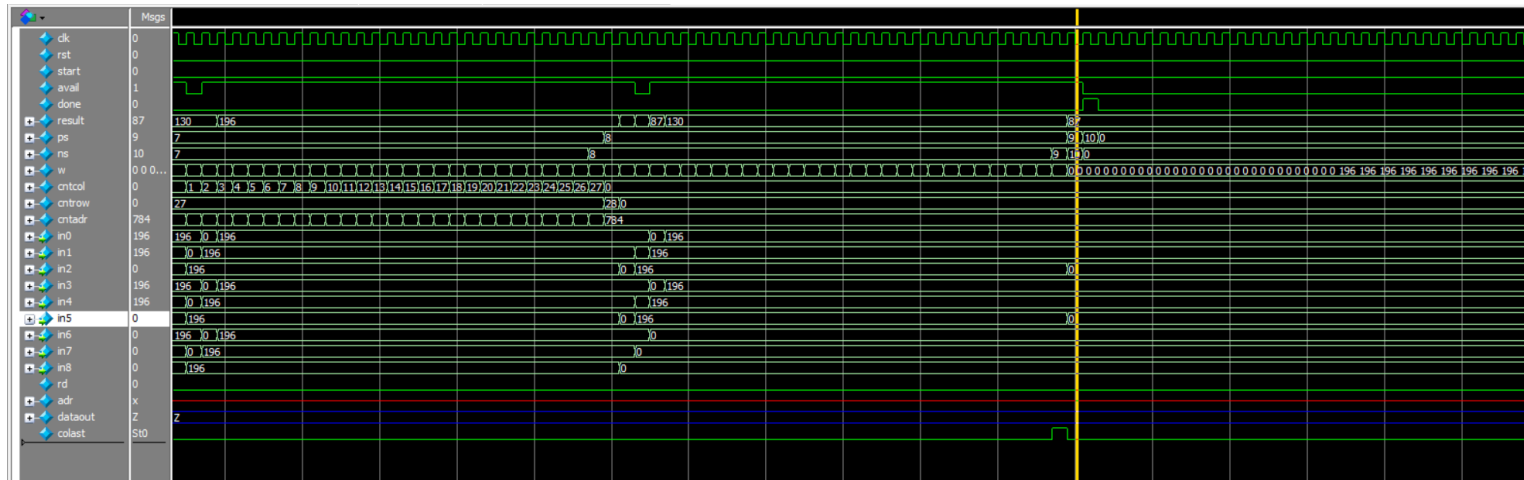 Msgs
clk 0
rst 0
start 0
avail 1
done 0
result 87 130 196 87 130 87
ps 9 7 8 9 10 0
ns 10 7 8 9 10 0
w 0 0 0... 0 0 0 0 0 0 0 0 0 0 0 0 0 0 0 0 0 0 0 0 0 0 0 196 196 196 196 196 196 196 196
cntcol 0 1 2 3 4 5 6 7 8 9 10 11 12 13 14 15 16 17 18 19 20 21 22 23 24 25 26 27 0
cntrow 0 27 28 0
cntadr 784 784
in0 196 196 0 196 0 196
in1 196 0 196 196
in2 0 196 0 196 0
in3 196 196 0 196 0 196
in4 196 0 196 196
in5 0 196 0 196 0
in6 0 196 0 196 0
in7 0 0 196 0
in8 0 196 0
rd 0
adr x
dataout Z Z
colast St0